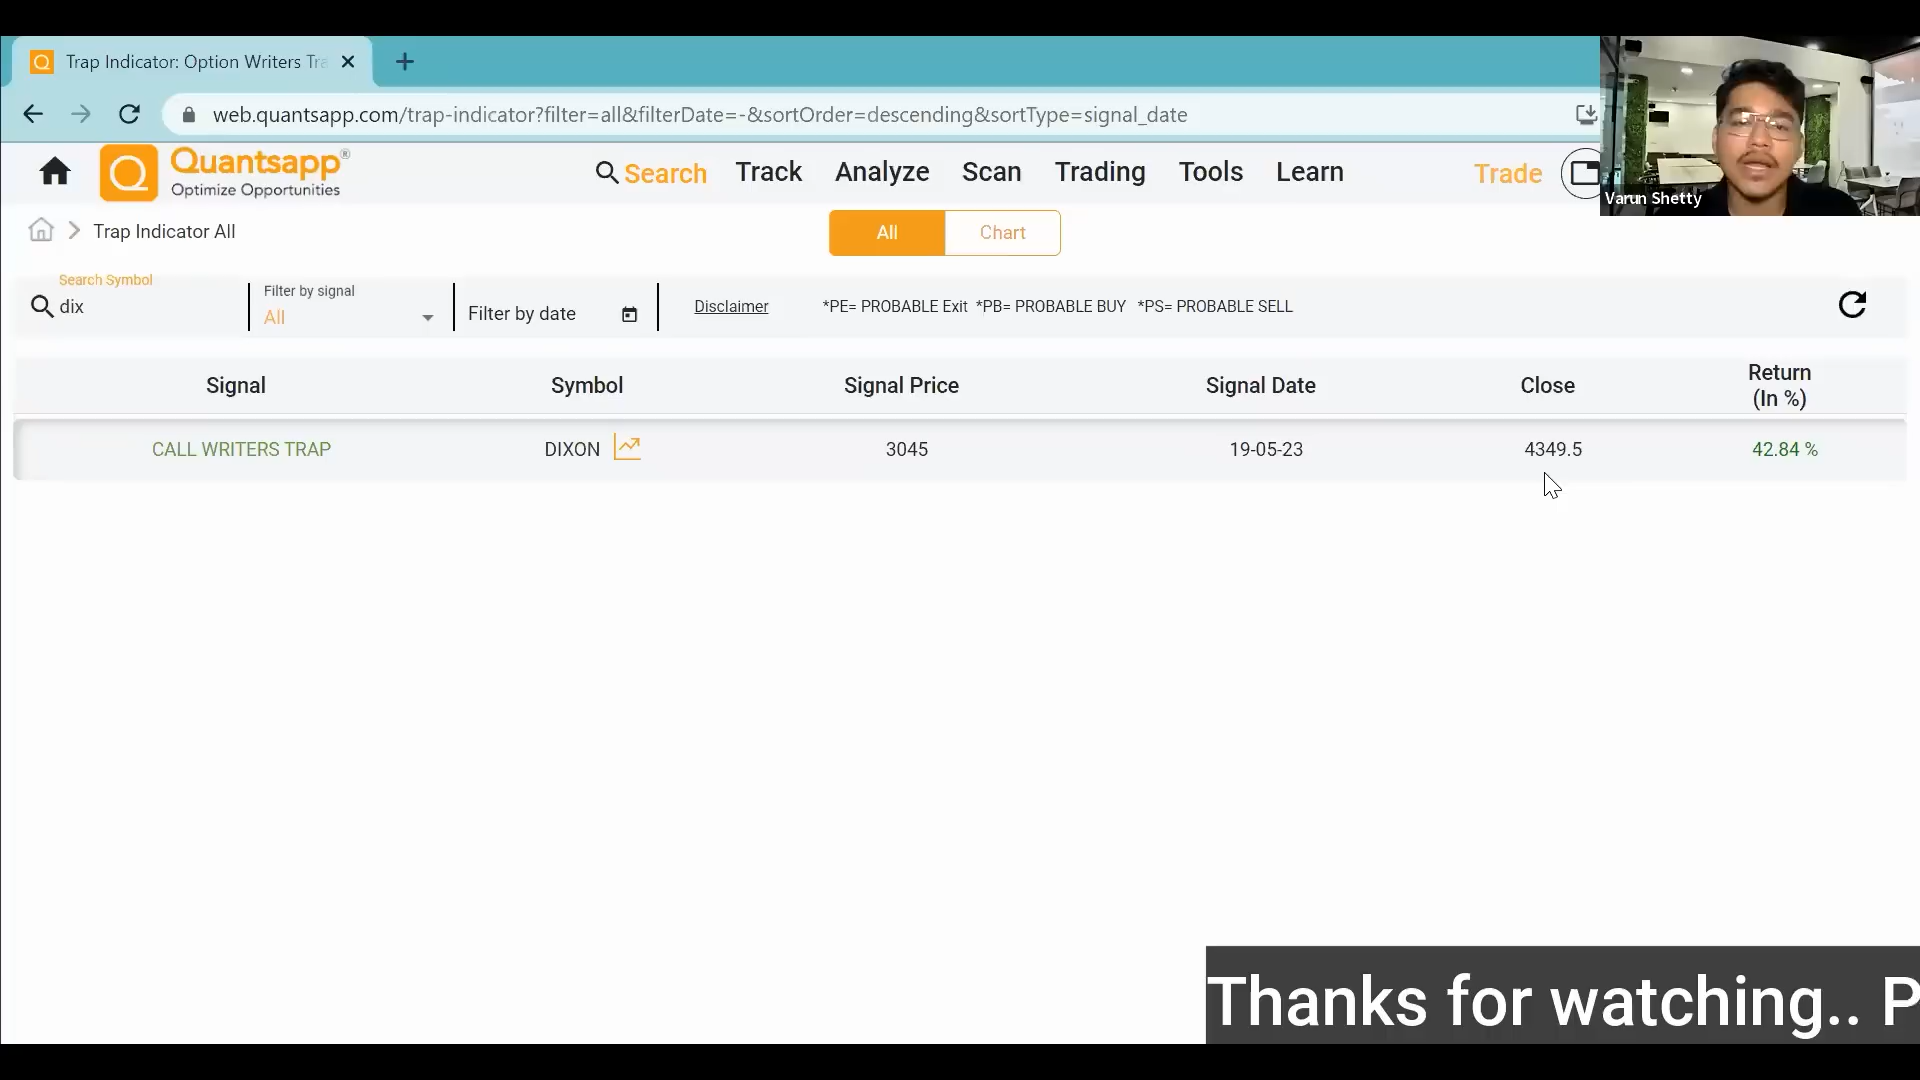 Trap Indicator: Option Writers Tra
web.quantsapp.com/trap-indicator?filter=all&filterDate=-&sortOrder=descending&sortType=signal_date
Quantsapp®
Optimize Opportunities
Search
Track
Analyze
Scan
Trading
Tools
Learn
Trade
Varun Shetty
Trap Indicator All
All
Chart
Search Symbol
dix
Filter by signal
All
Filter by date
Disclaimer
*PE= PROBABLE Exit *PB= PROBABLE BUY *PS= PROBABLE SELL
Signal
Symbol
Signal Price
Signal Date
Close
Return
(In %)
CALL WRITERS TRAP
DIXON
3045
19-05-23
4349.5
42.84 %
Thanks for watching.. P